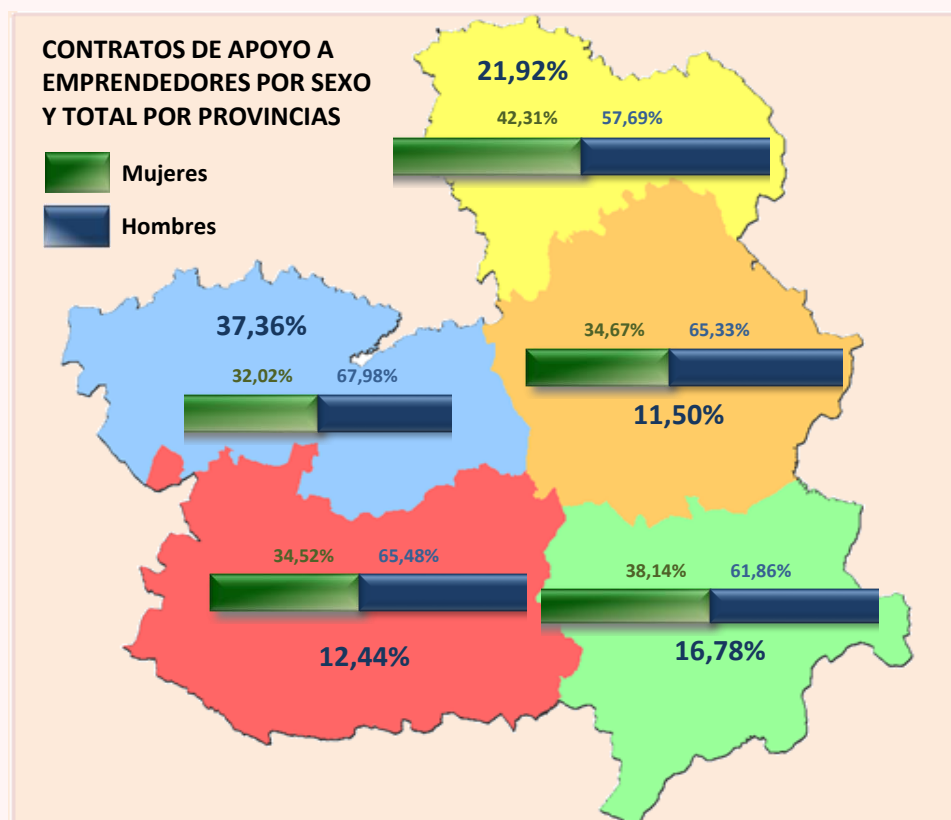 CONTRATOS DE APOYO A
EMPRENDEDORES POR SEXO
Y TOTAL POR PROVINCIAS
Mujeres
Hombres
21,92%
42,31% 57,69%
37,36%
32,02% 67,98%
34,67% 65,33%
11,50%
34,52% 65,48%
12,44%
38,14% 61,86%
16,78%